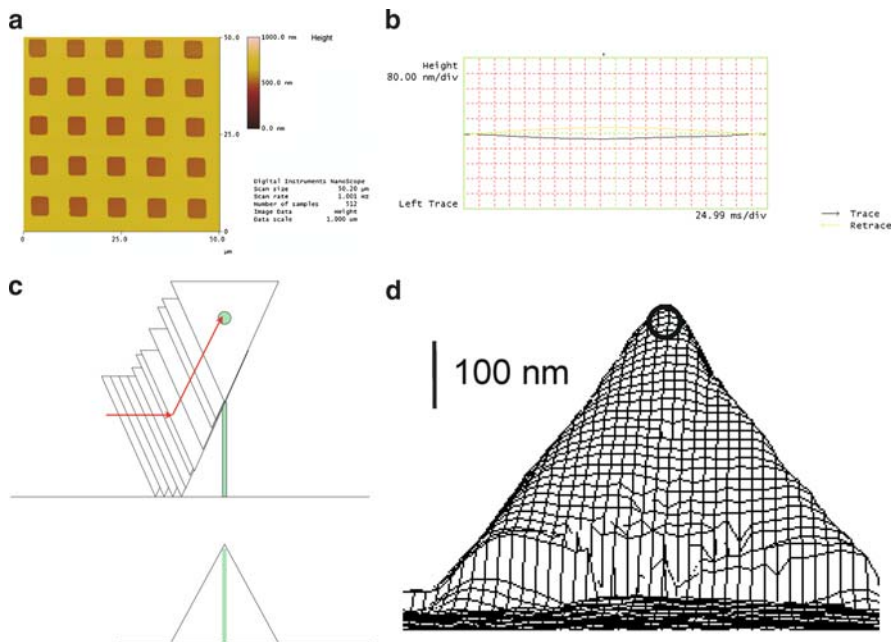 a
50.0
25.0
0
0
25.0
50.0
µm
1000.0 nm
500.0 nm
0.0 nm
Height
Digital Instruments NanoScope
Scan size 50.20 µm
Scan rate 1.001 Hz
Number of samples 512
Image Data Height
Data scale 1.000 um
b
Height
80.00 nm/div
Left Trace
24.99 ms/div
Trace
Retrace
c
d
100 nm